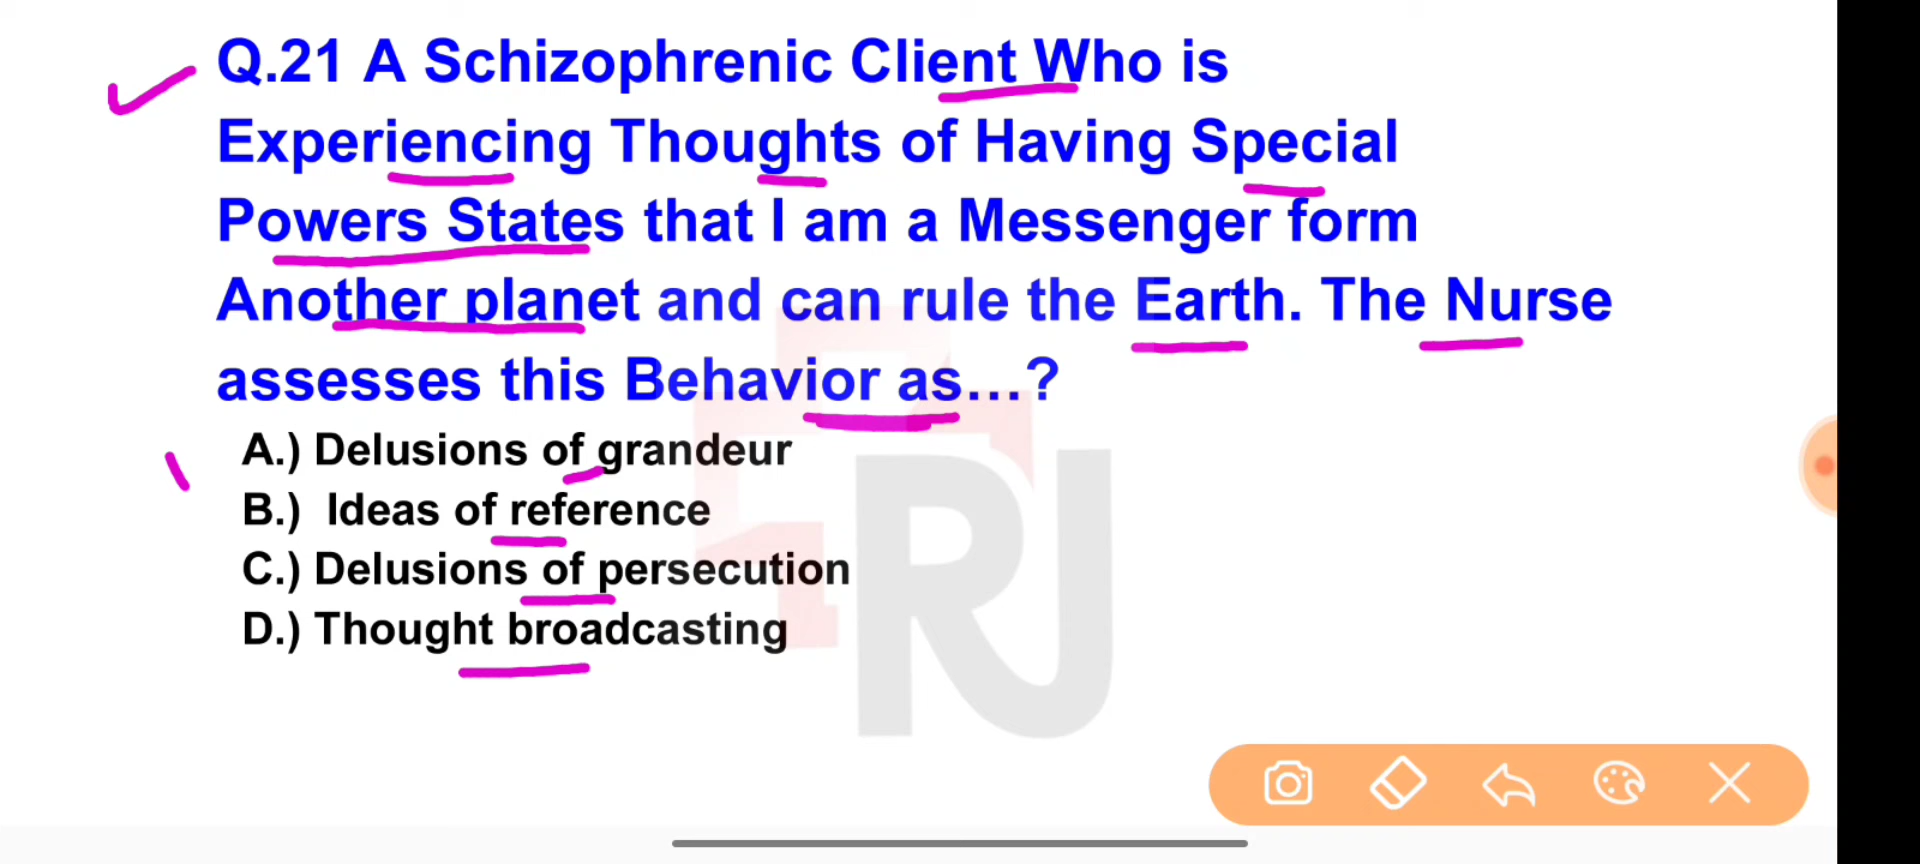 Q.21 A Schizophrenic Client Who is
Experiencing Thoughts of Having Special
Powers States that I am a Messenger form
Another planet and can rule the Earth. The Nurse
assesses this Behavior as...?
A.) Delusions of grandeur
B.) Ideas of reference
C.) Delusions of persecution
D.) Thought broadcasting
RJ